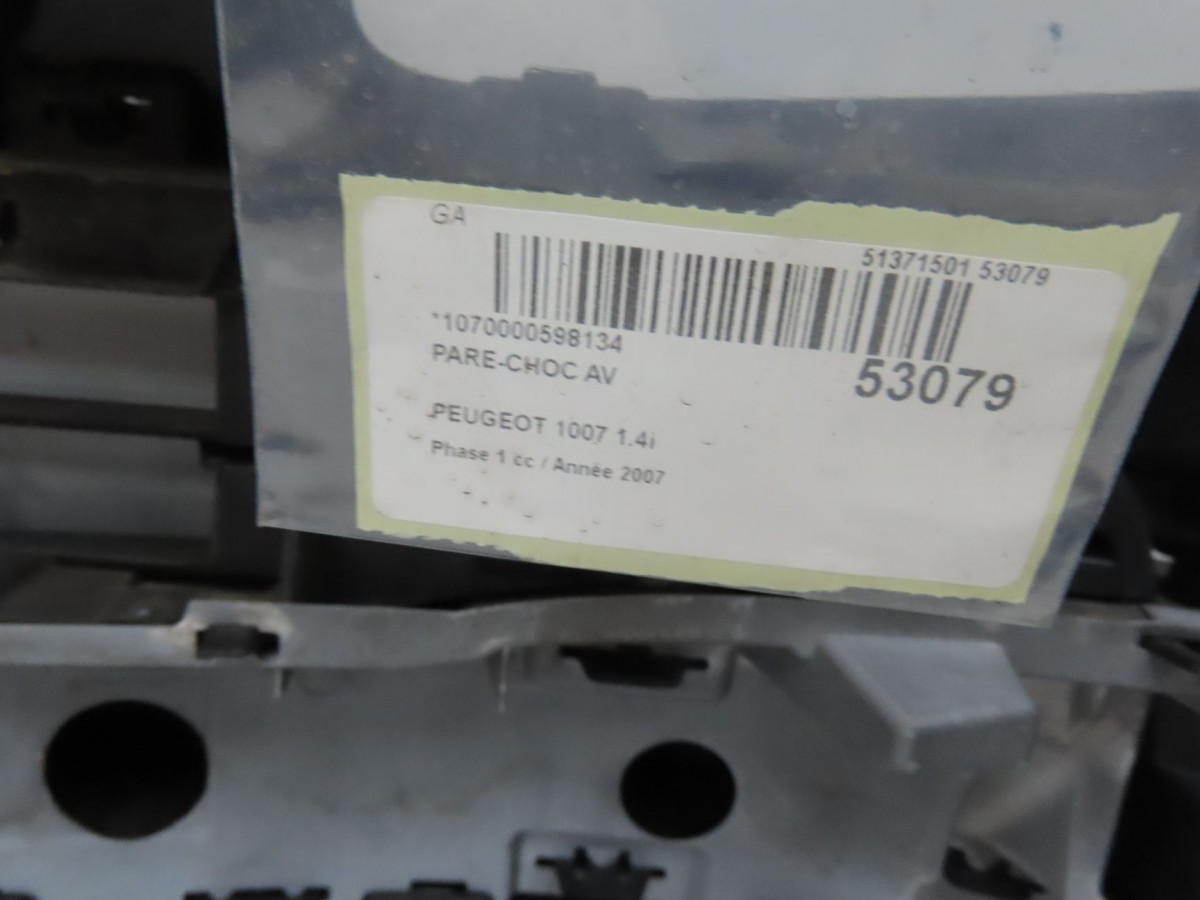 GA
51371501 53079
*1070000598134
PARE-CHOC AV
53079
PEUGEOT 1007 1.4i
Phase 1 cc / Année 2007